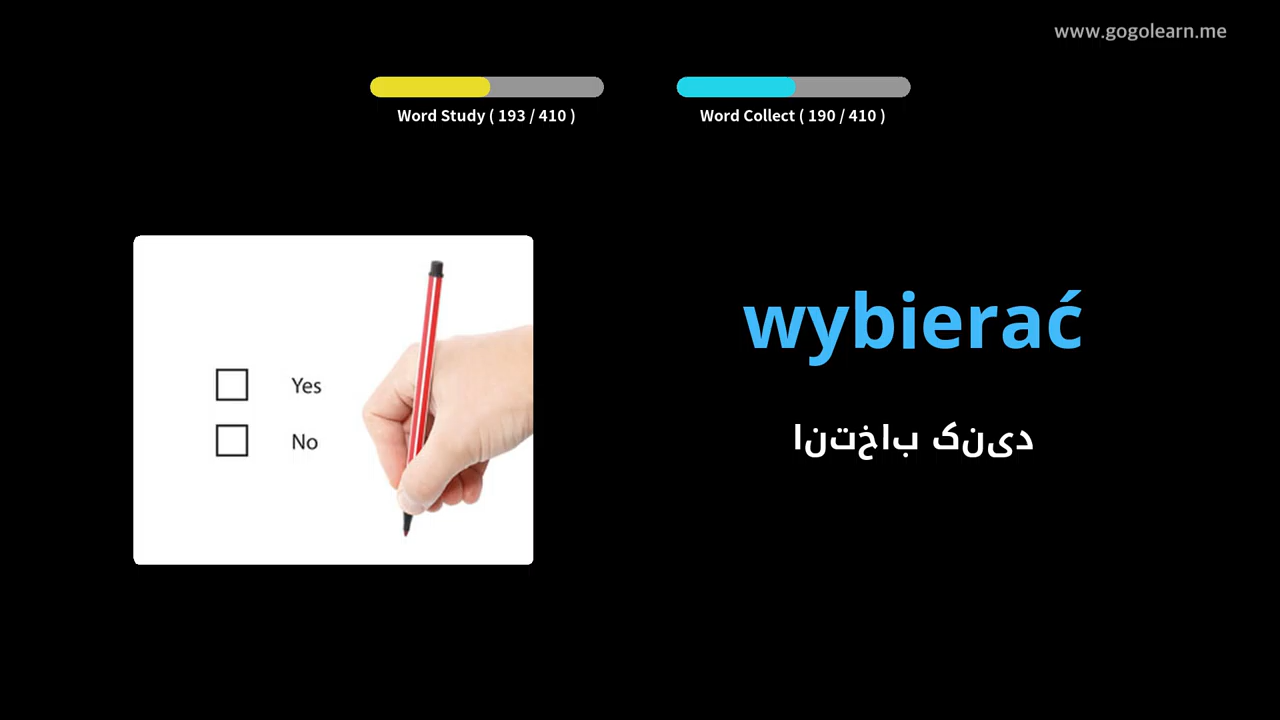 www.gogolearn.me
Word Study ( 193 / 410 )
Word Collect ( 190 / 410 )
Yes
No
wybierać
انتخاب کنید